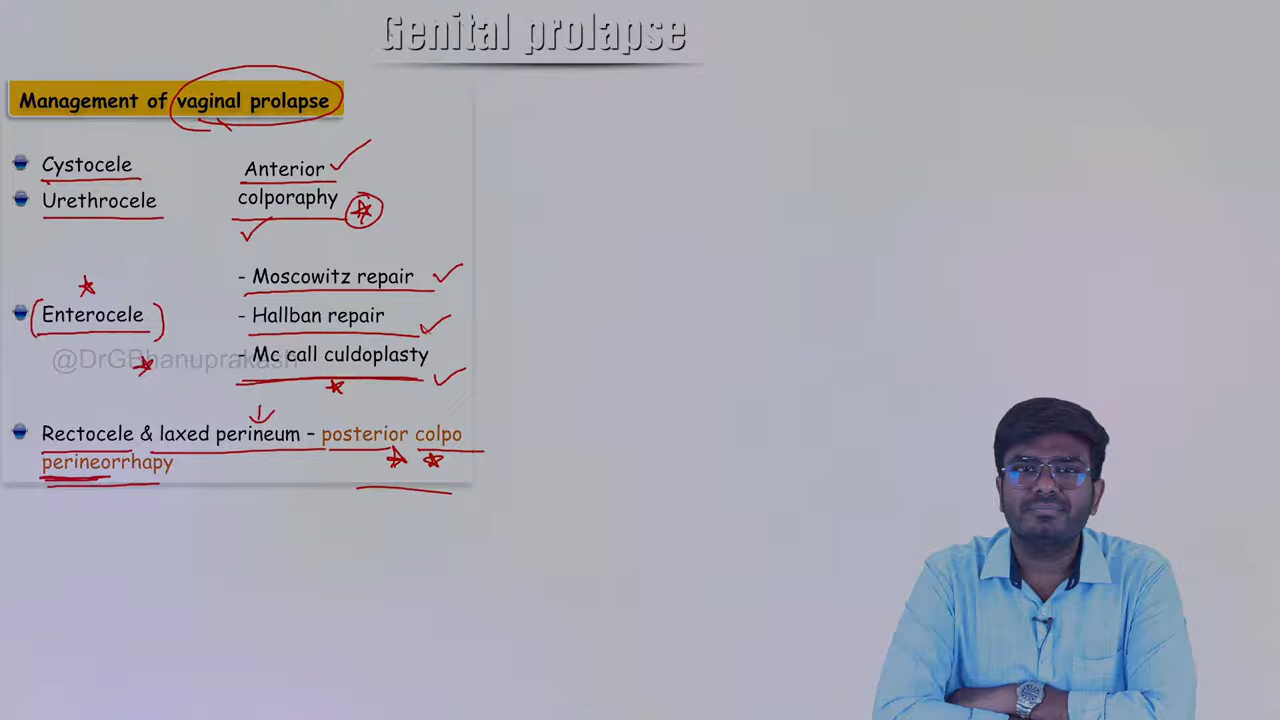 Genital prolapse
Management of vaginal prolapse
Cystocele
Urethrocele
Anterior
colporaphy
- Moscowitz repair
Enterocele
- Hallban repair
- Mc call culdoplasty
@DrGBhanuprakash
Rectocele & laxed perineum – posterior colpo
perineorrhapy